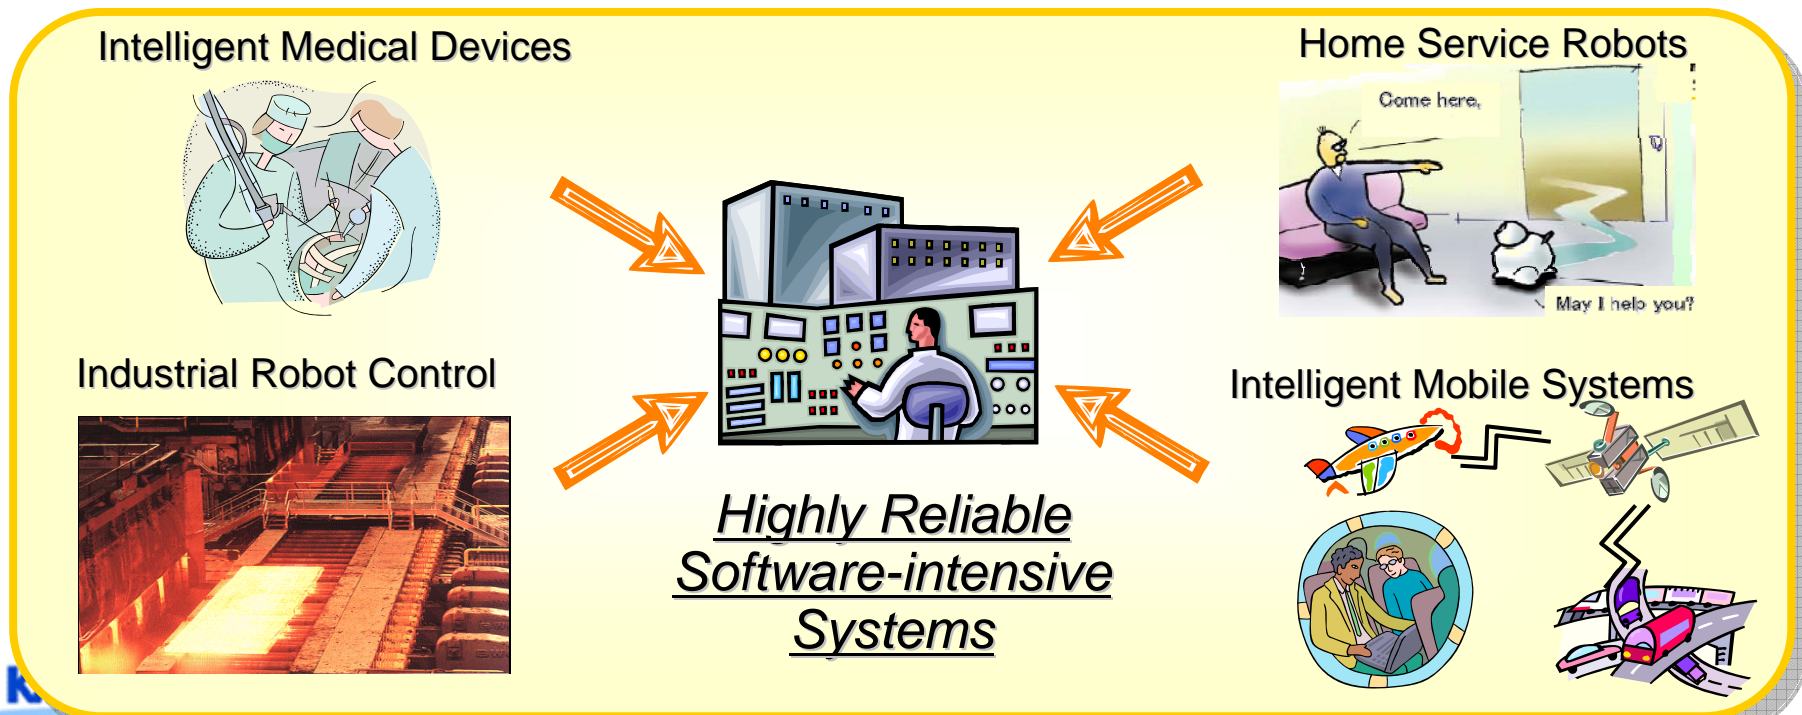 Intelligent Medical Devices
Home Service Robots
Come here,
May I help you?
Industrial Robot Control
Intelligent Mobile Systems
Highly Reliable
Software-intensive
Systems